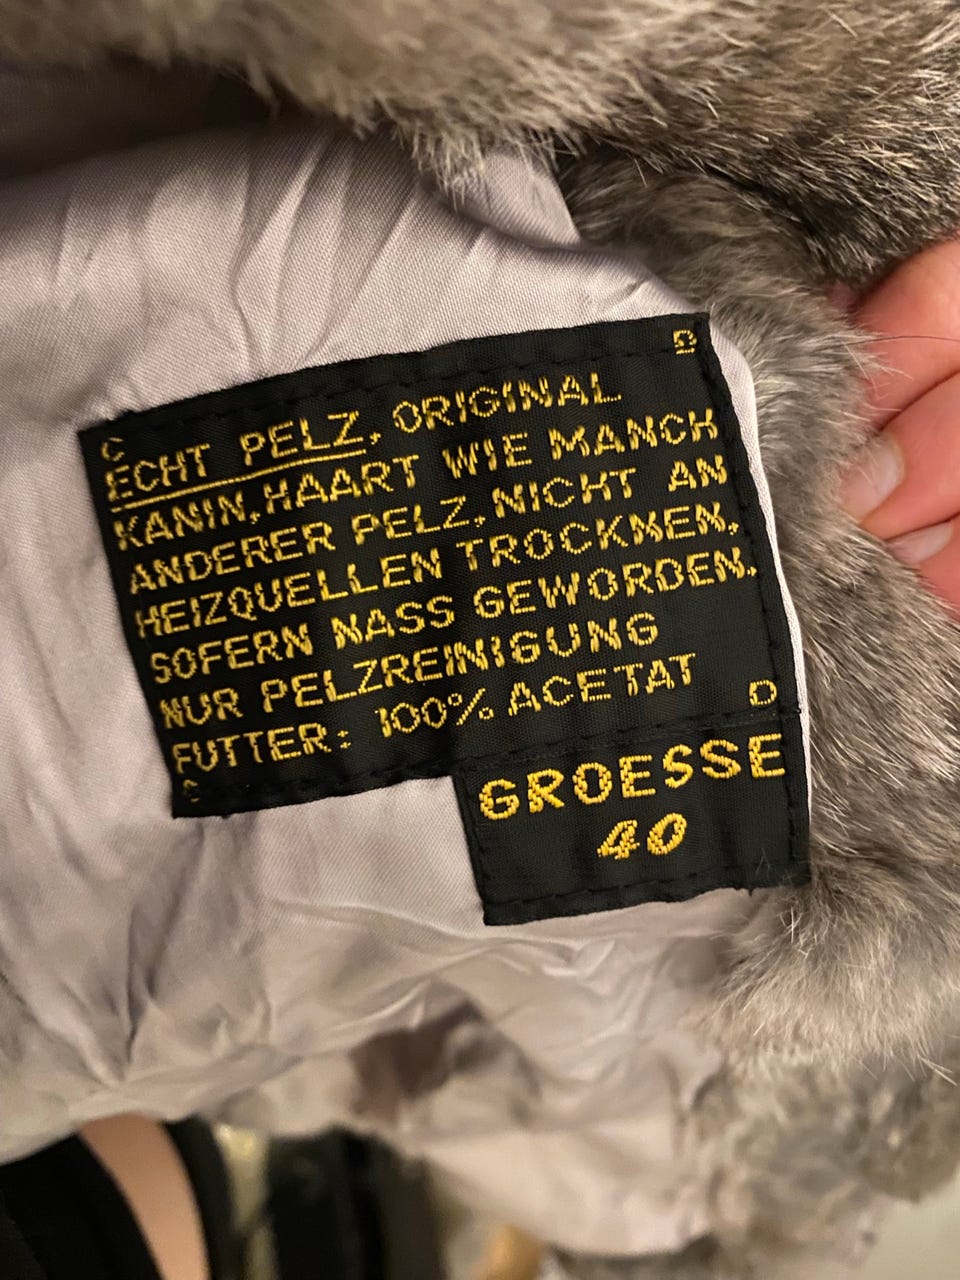 ECHT PELZ, ORIGINAL
KANIN, HAART WIE MANCH
ANDERER PELZ, NICHT AN
HEIZQUELLEN TROCKNEN,
SOFERN NASS GEWORDEN.
NUR PELZREINIGUNG
FUTTER: 100% ACETAT
GROESSE
40